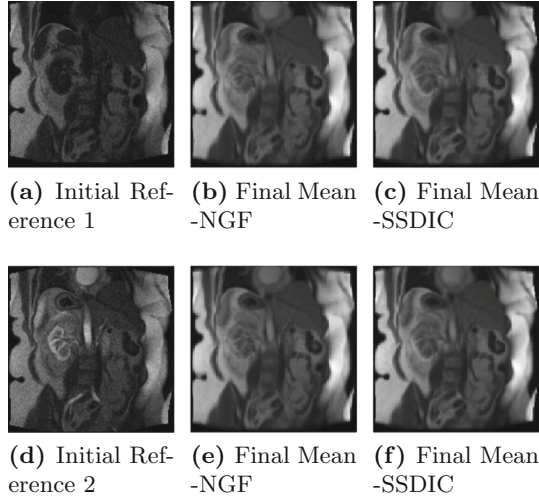 (a) Initial Ref-
erence 1
(b) Final Mean
-NGF
(c) Final Mean
-SSDIC
(d) Initial Ref-
erence 2
(e) Final Mean
-NGF
(f) Final Mean
-SSDIC